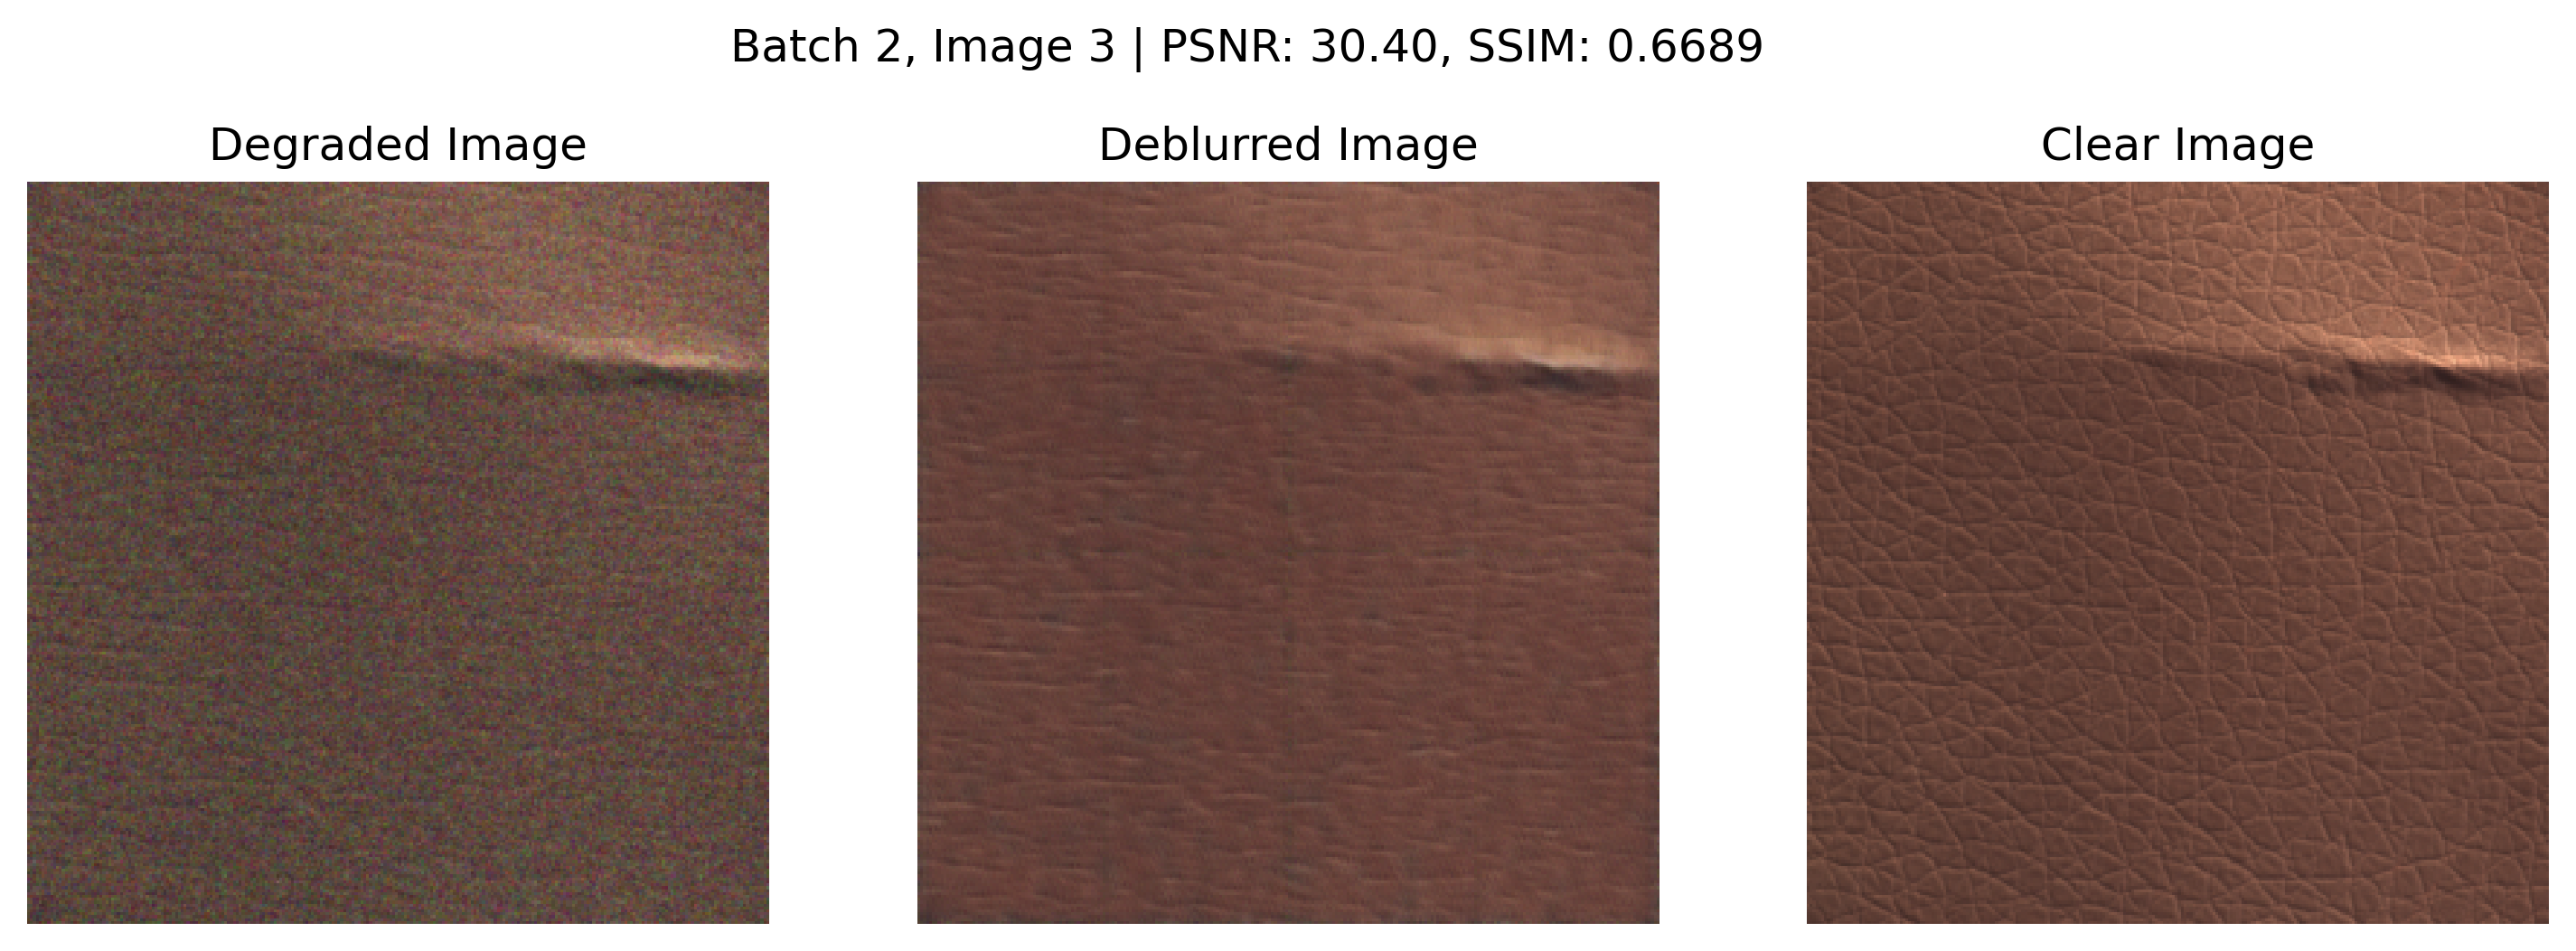 Batch 2, Image 3 | PSNR: 30.40, SSIM: 0.6689
Degraded Image
Deblurred Image
Clear Image